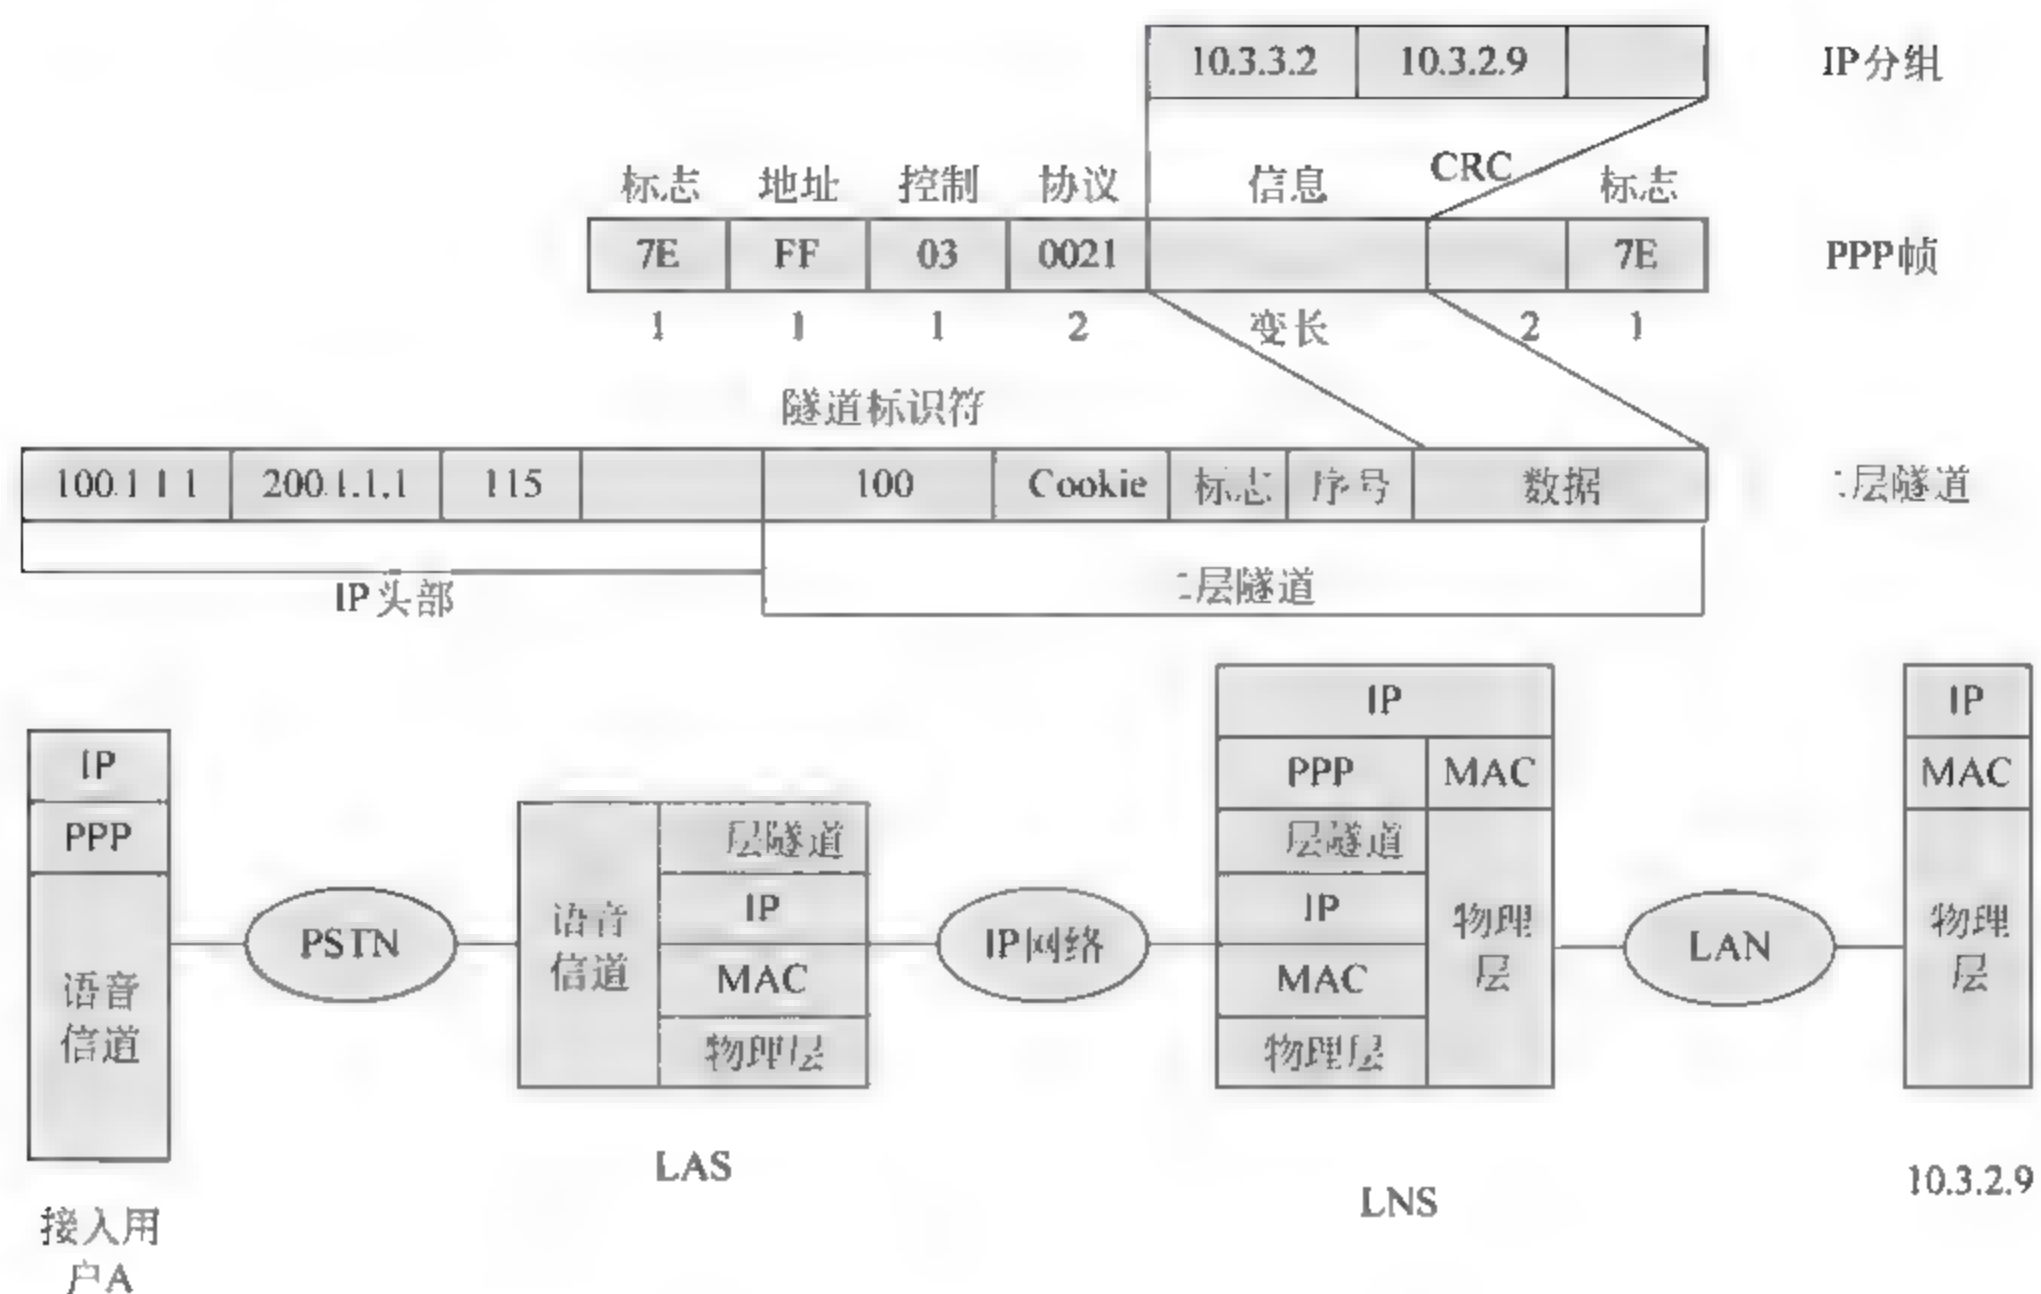 10.3.3.2 10.3.2.9 IP分组
CRC
标志 地址 控制 协议 信息 标志
7E FF 03 0021 7E PPP帧
1 1 1 2 变长 2 1
隧道标识符
100.1 1 1 200.1.1.1 115 100 Cookie 标志 序号 数据 二层隧道
IP头部 二层隧道
IP IP
IP PPP MAC MAC
PPP 层隧道 层隧道
语音信道 PSTN 语音信道 IP IP网络 IP 物理层 LAN 物理层
MAC MAC
物理层 物理层
LAS
LNS 10.3.2.9
接入用
户A